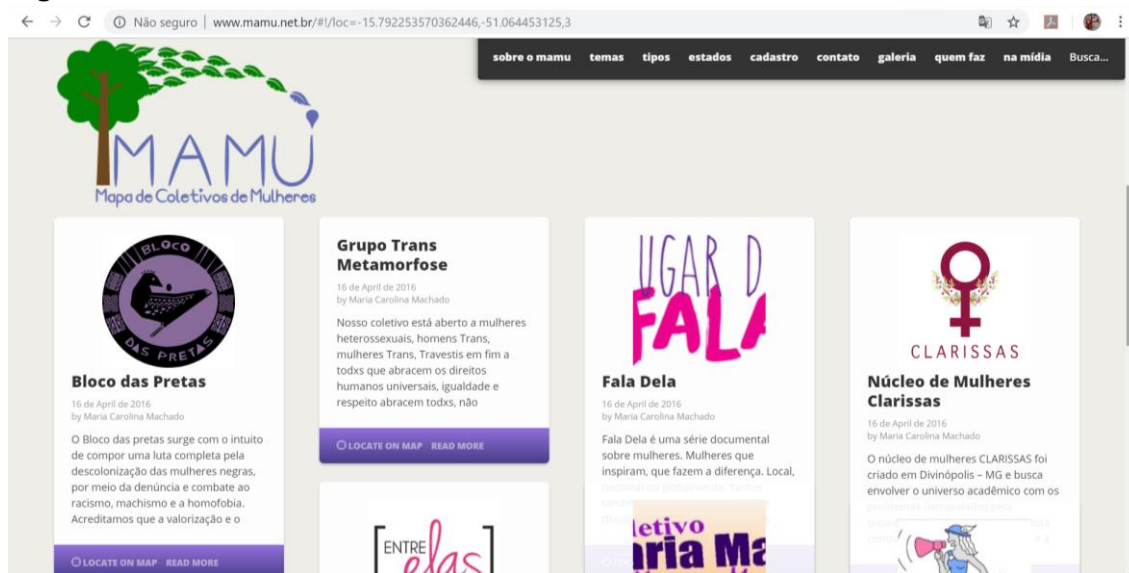 Não seguro | www.mamu.net.br/#!/loc=-15.792253570362446,-51.064453125,3
sobre o mamu temas tipos estados cadastro contato galeria quem faz na mídia Busca...
MAMU
Mapa de Coletivos de Mulheres
BLOCO
DAS PRETAS
Bloco das Pretas
16 de April de 2016
by Maria Carolina Machado
O Bloco das pretas surge com o intuito
de compor uma luta completa pela
descolonização das mulheres negras,
por meio da denúncia e combate ao
racismo, machismo e a homofobia.
Acreditamos que a valorização e o
LOCATE ON MAP READ MORE
Grupo Trans
Metamorfose
16 de April de 2016
by Maria Carolina Machado
Nosso coletivo está aberto a mulheres
heterossexuais, homens Trans,
mulheres Trans, Travestis em fim a
todxs que abracem os direitos
humanos universais, igualdade e
respeito abracem todxs, não
LOCATE ON MAP READ MORE
ENTRE
elas
UGAR D
FALA
Fala Dela
16 de April de 2016
by Maria Carolina Machado
Fala Dela é uma série documental
sobre mulheres. Mulheres que
inspiram, que fazem a diferença. Local,
letivo
aria Ma
CLARISSAS
Núcleo de Mulheres
Clarissas
16 de April de 2016
by Maria Carolina Machado
O núcleo de mulheres CLARISSAS foi
criado em Divinópolis – MG e busca
envolver o universo acadêmico com os